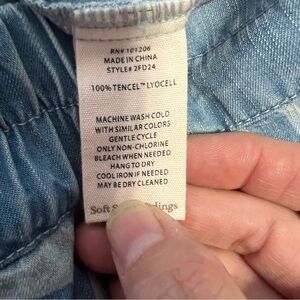 RN# 101206
MADE IN CHINA
STYLE# 2FD24
100% TENCEL™ LYOCELL
MACHINE WASH COLD
WITH SIMILAR COLORS
GENTLE CYCLE
ONLY NON-CHLORINE
BLEACH WHEN NEEDED
HANG TO DRY
COOL IRON IF NEEDED
MAY BE DRY CLEANED
Soft